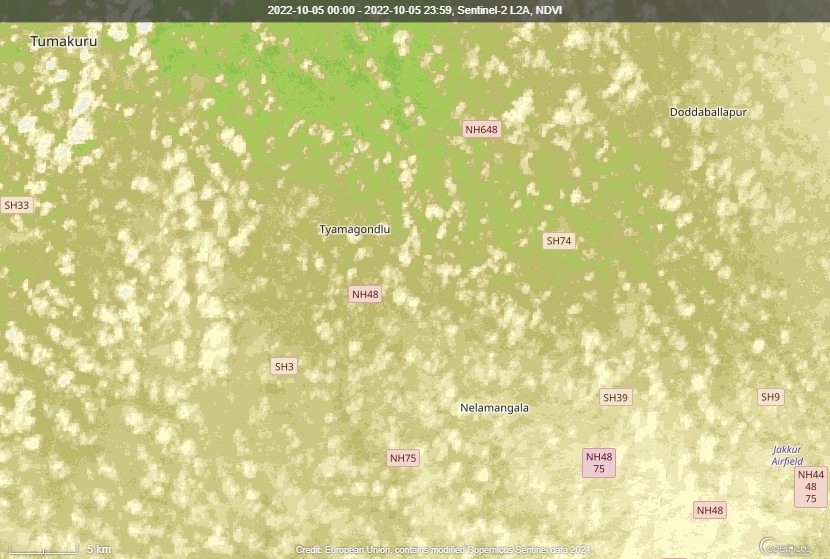 2022-10-05 00:00 - 2022-10-05 23:59, Sentinel-2 L2A, NDVI
Tumakuru
Doddaballapur
NH648
SH33
Tyamagondlu
SH74
NH48
SH3
SH39
SH9
Nelamangala
Jakkur
Airfield
NH75
NH48
75
NH44
48
75
NH48
5 km
Credit: European Union, contains modified Copernicus Sentinel data 2024
opernicus